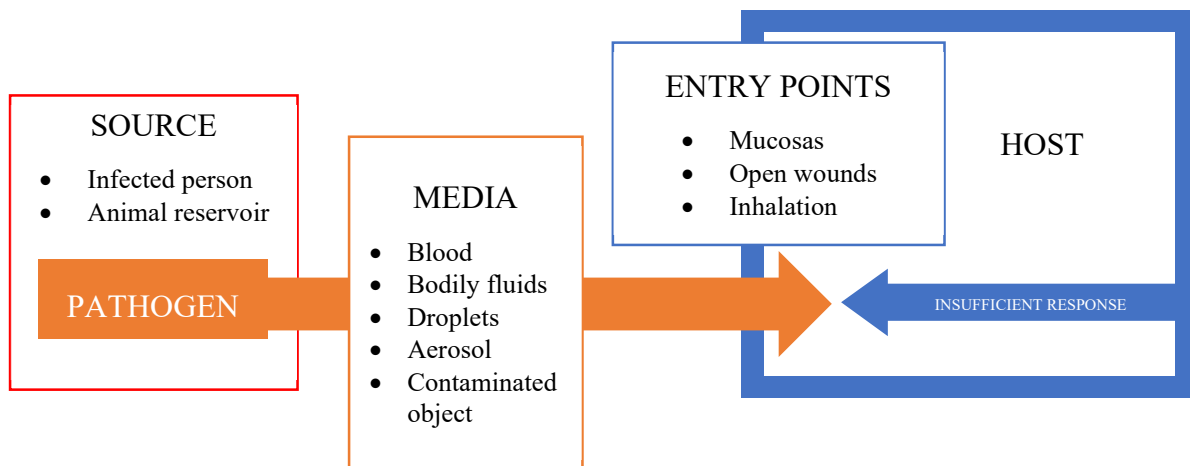 SOURCE
• Infected person
• Animal reservoir
PATHOGEN
MEDIA
• Blood
• Bodily fluids
• Droplets
• Aerosol
• Contaminated
object
ENTRY POINTS
• Mucosas
• Open wounds
• Inhalation
HOST
INSUFFICIENT RESPONSE